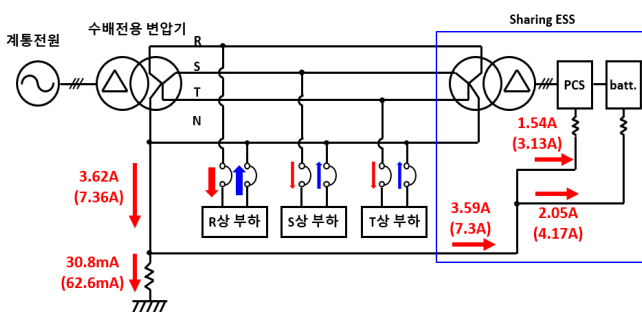 Sharing ESS
수배전용 변압기
계통전원
R
S
T
N
PCS
batt.
1.54A
(3.13A)
3.62A
(7.36A)
R상 부하
S상 부하
T상 부하
3.59A
(7.3A)
2.05A
(4.17A)
30.8mA
(62.6mA)